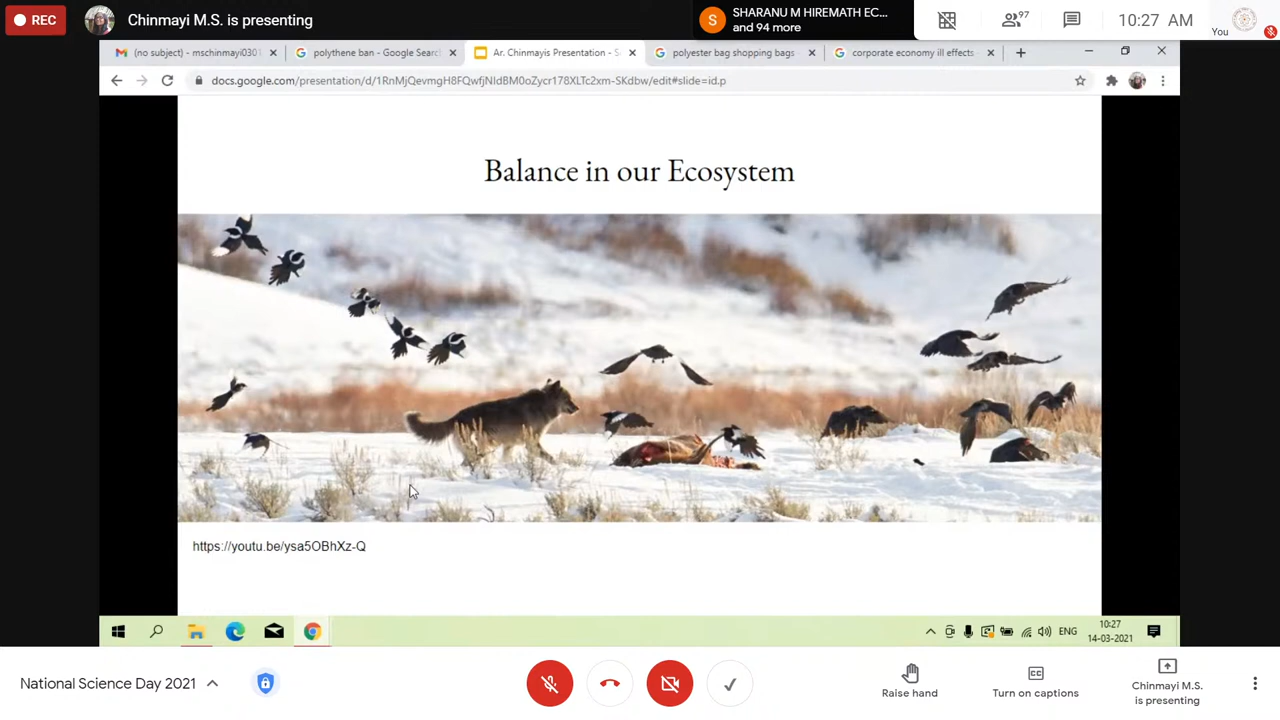 REC
Chinmayi M.S. is presenting
S
SHARANU M HIREMATH EC...
and 94 more
97
10:27 AM
You
(no subject) - mschinmayi030
polythene ban - Google Searc
Ar. Chinmayis Presentation - S
polyester bag shopping bags
corporate economy ill effects -
docs.google.com/presentation/d/1RnMjQevmgH8FQwfjNIdBM0oZycr178XLTc2xm-SKdbw/edit#slide=id.p
Balance in our Ecosystem
https://youtu.be/ysa5OBhXz-Q
ENG
10:27
14-03-2021
National Science Day 2021
Raise hand
CC
Turn on captions
Chinmayi M.S.
is presenting